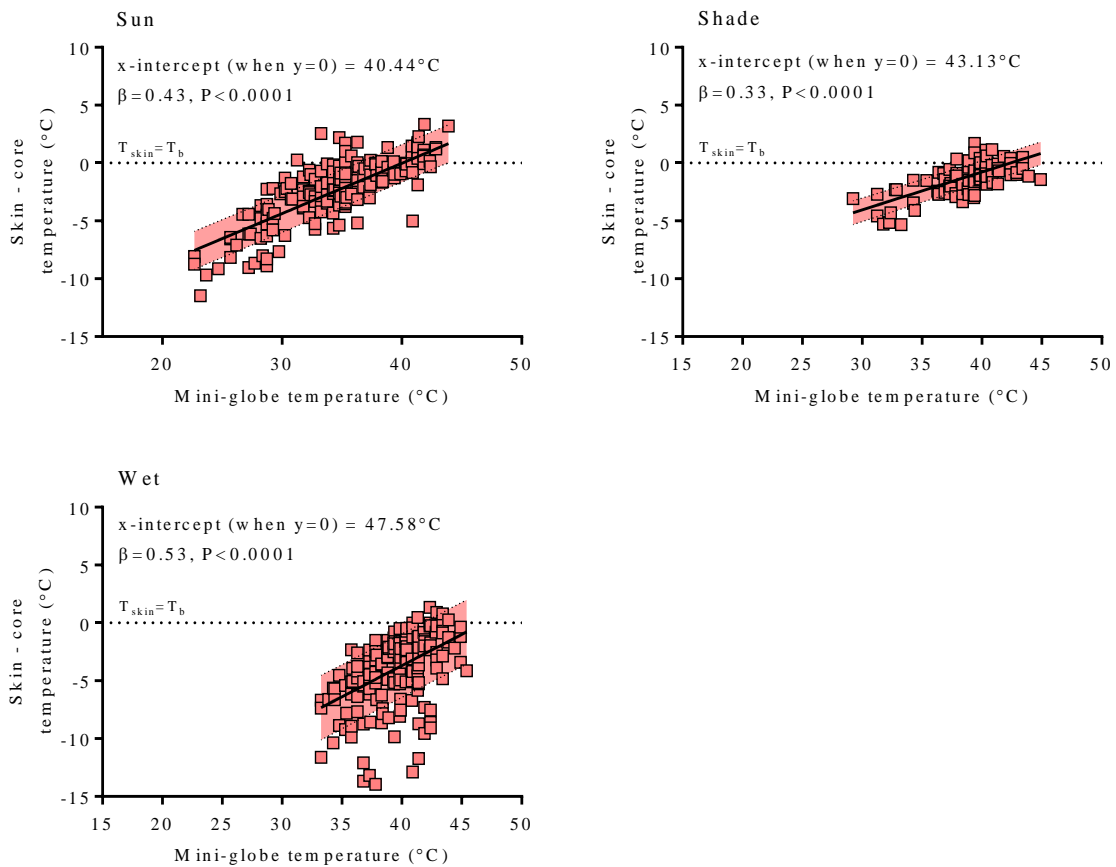 Sun
x-intercept (when y=0) = 40.44°C
β=0.43, P<0.0001
Tskin=Tb
10
5
0
-5
-10
-15
Skin - core
temperature (°C)
20
30
40
50
Mini-globe temperature (°C)
Shade
x-intercept (when y=0) = 43.13°C
β=0.33, P<0.0001
Tskin=Tb
10
5
0
-5
-10
-15
Skin - core
temperature (°C)
15
20
25
30
35
40
45
50
Mini-globe temperature (°C)
Wet
x-intercept (when y=0) = 47.58°C
β=0.53, P<0.0001
Tskin=Tb
10
5
0
-5
-10
-15
Skin - core
temperature (°C)
15
20
25
30
35
40
45
50
Mini-globe temperature (°C)